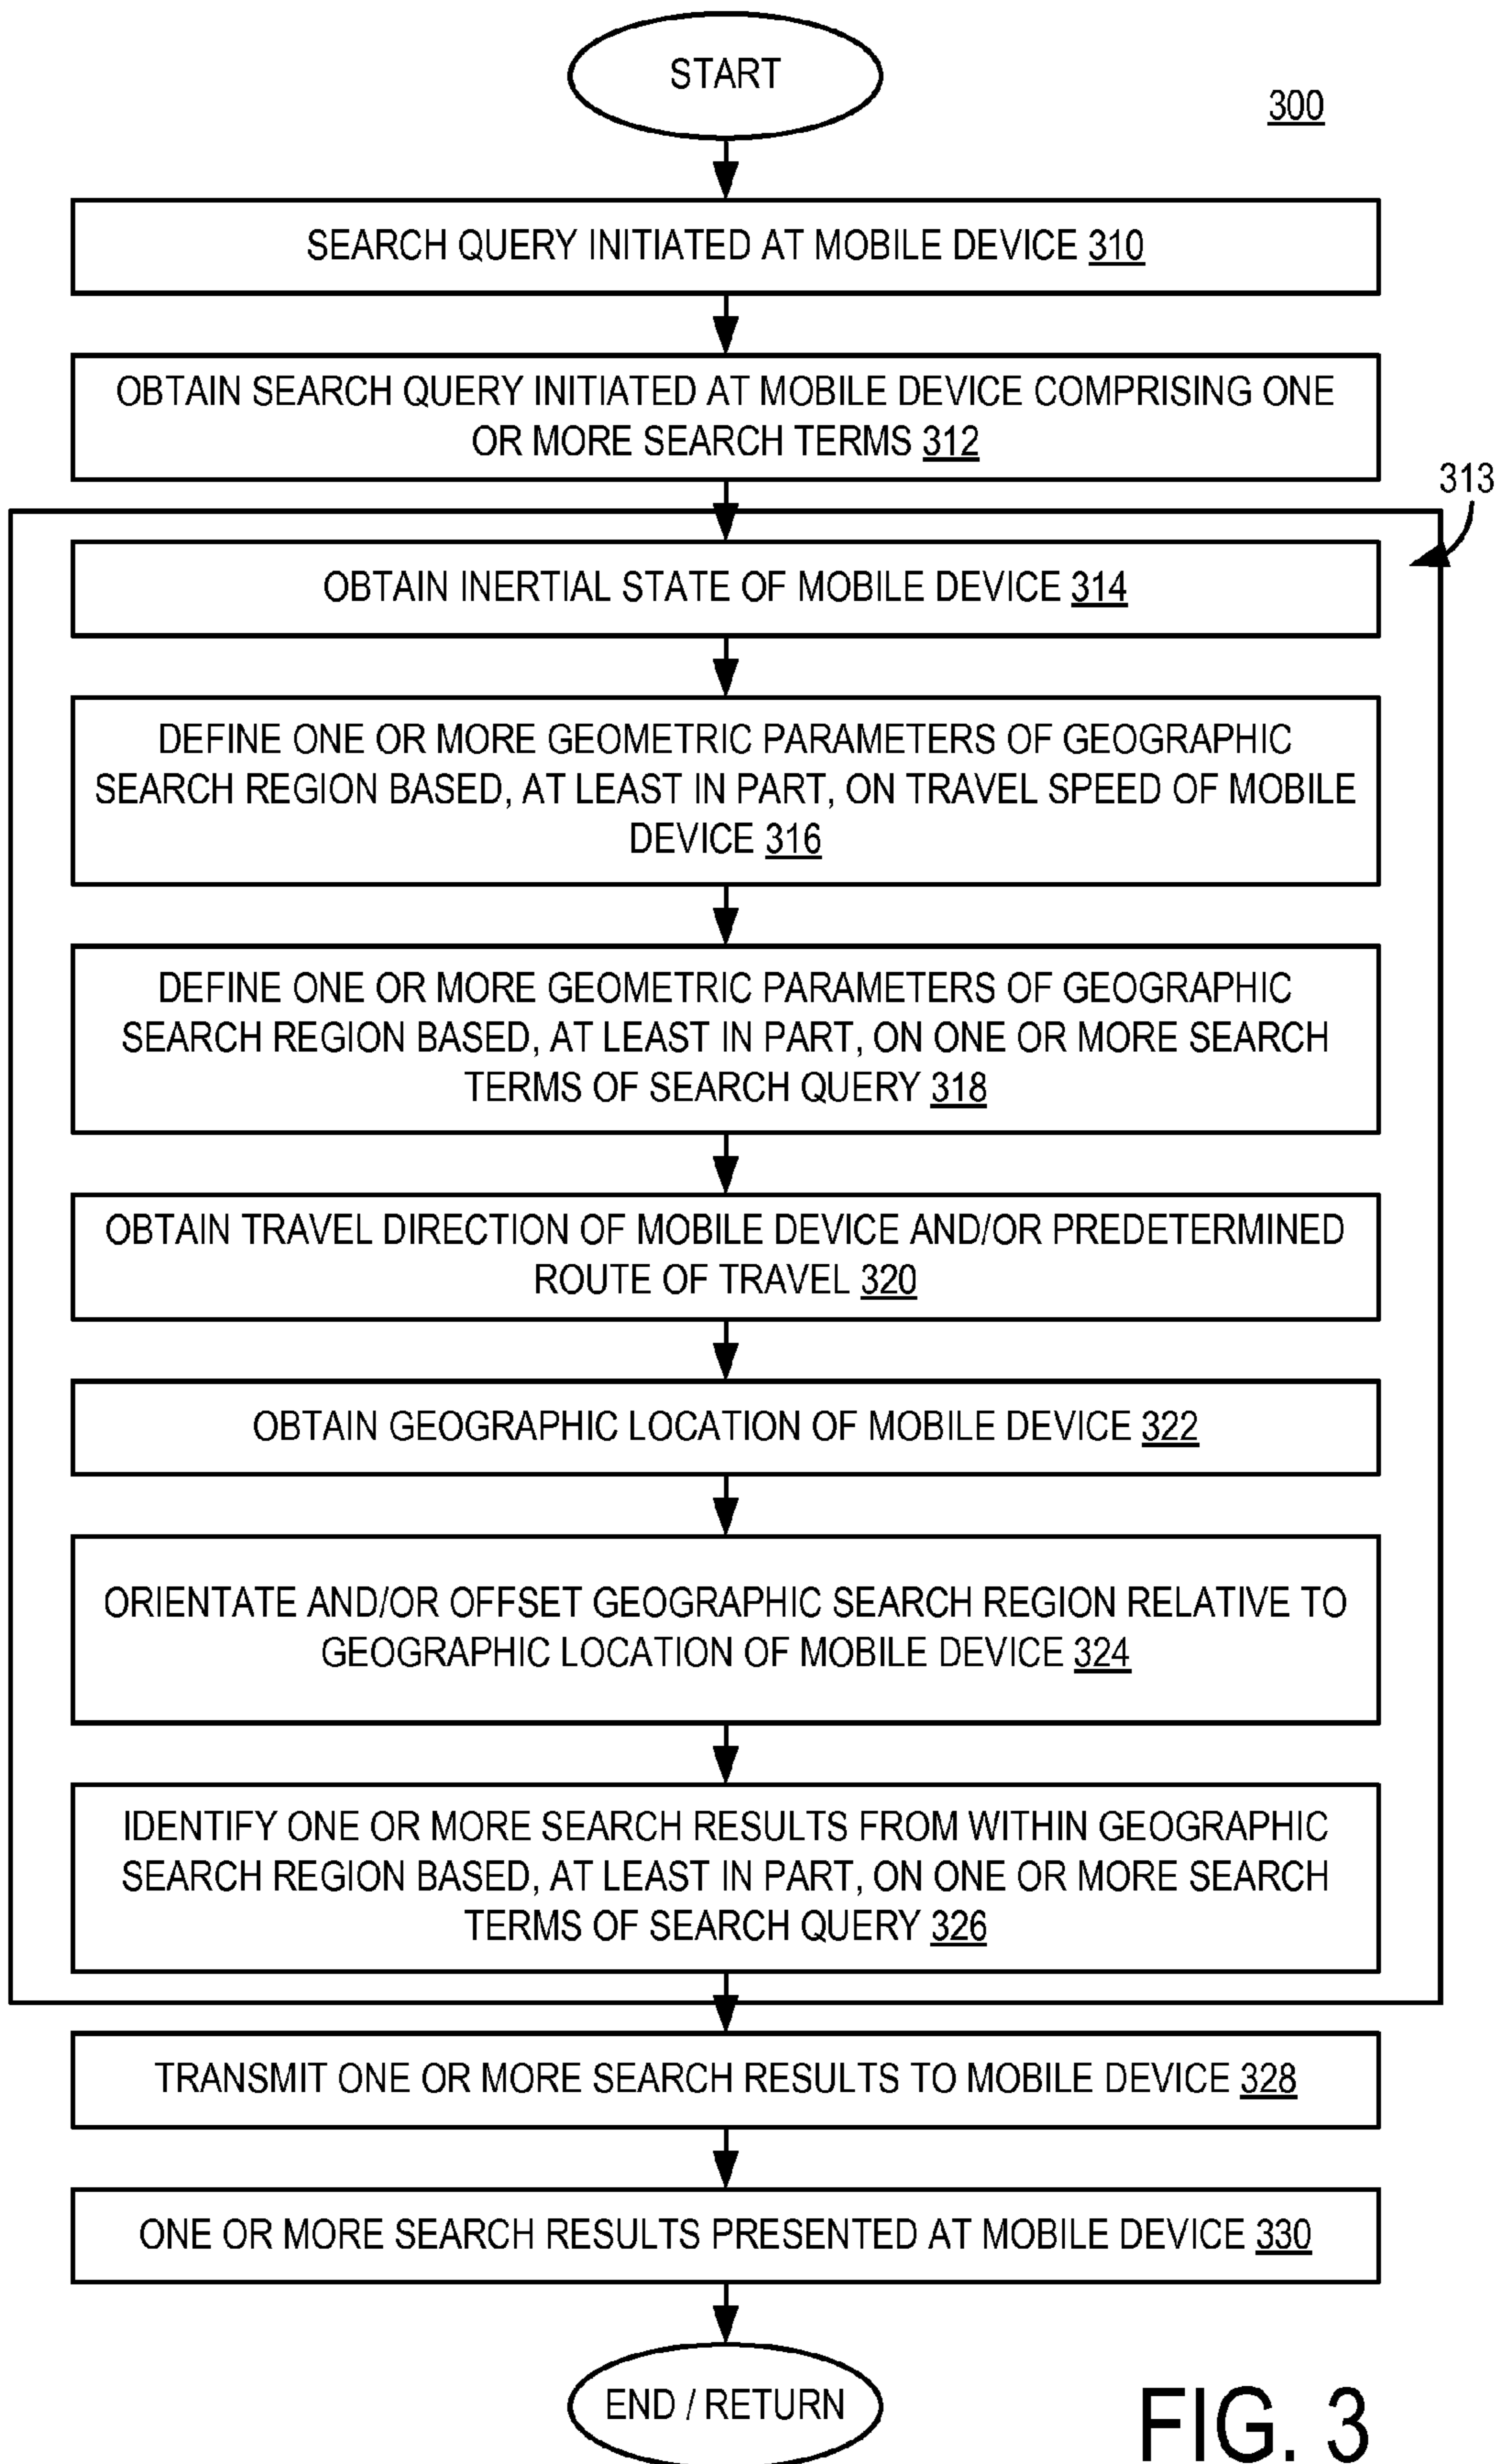 START
300
SEARCH QUERY INITIATED AT MOBILE DEVICE 310
OBTAIN SEARCH QUERY INITIATED AT MOBILE DEVICE COMPRISING ONE
OR MORE SEARCH TERMS 312
313
OBTAIN INERTIAL STATE OF MOBILE DEVICE 314
DEFINE ONE OR MORE GEOMETRIC PARAMETERS OF GEOGRAPHIC
SEARCH REGION BASED, AT LEAST IN PART, ON TRAVEL SPEED OF MOBILE
DEVICE 316
DEFINE ONE OR MORE GEOMETRIC PARAMETERS OF GEOGRAPHIC
SEARCH REGION BASED, AT LEAST IN PART, ON ONE OR MORE SEARCH
TERMS OF SEARCH QUERY 318
OBTAIN TRAVEL DIRECTION OF MOBILE DEVICE AND/OR PREDETERMINED
ROUTE OF TRAVEL 320
OBTAIN GEOGRAPHIC LOCATION OF MOBILE DEVICE 322
ORIENTATE AND/OR OFFSET GEOGRAPHIC SEARCH REGION RELATIVE TO
GEOGRAPHIC LOCATION OF MOBILE DEVICE 324
IDENTIFY ONE OR MORE SEARCH RESULTS FROM WITHIN GEOGRAPHIC
SEARCH REGION BASED, AT LEAST IN PART, ON ONE OR MORE SEARCH
TERMS OF SEARCH QUERY 326
TRANSMIT ONE OR MORE SEARCH RESULTS TO MOBILE DEVICE 328
ONE OR MORE SEARCH RESULTS PRESENTED AT MOBILE DEVICE 330
END / RETURN
FIG. 3